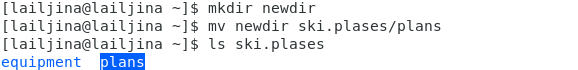 [lailjina@lailjina ~]$ mkdir newdir
[lailjina@lailjina ~]$ mv newdir ski.plases/plans
[lailjina@lailjina ~]$ ls ski.plases
equipment  plans